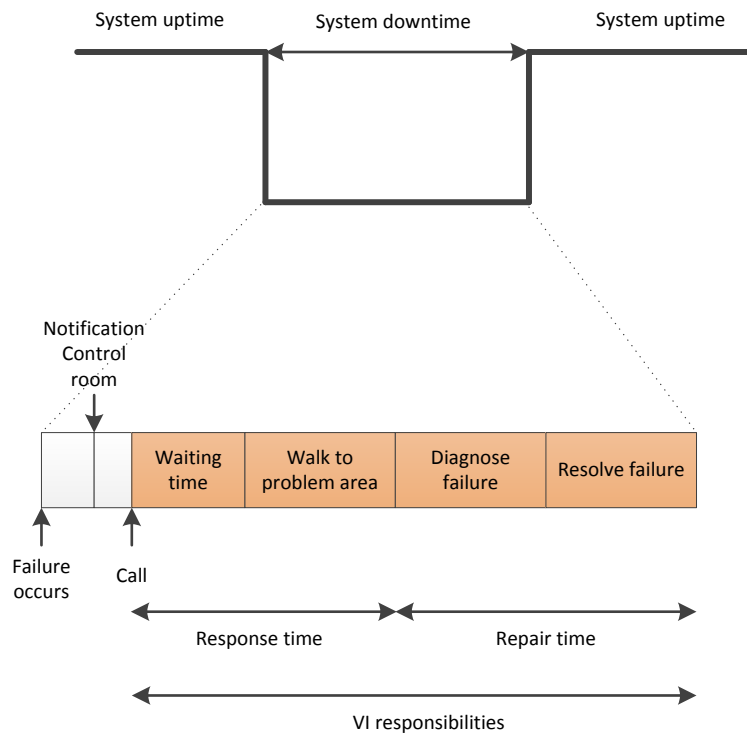 System uptime
System downtime
System uptime
Notification
Control
room
Waiting
time
Walk to
problem area
Diagnose
failure
Resolve failure
Failure
occurs
Call
Response time
Repair time
VI responsibilities